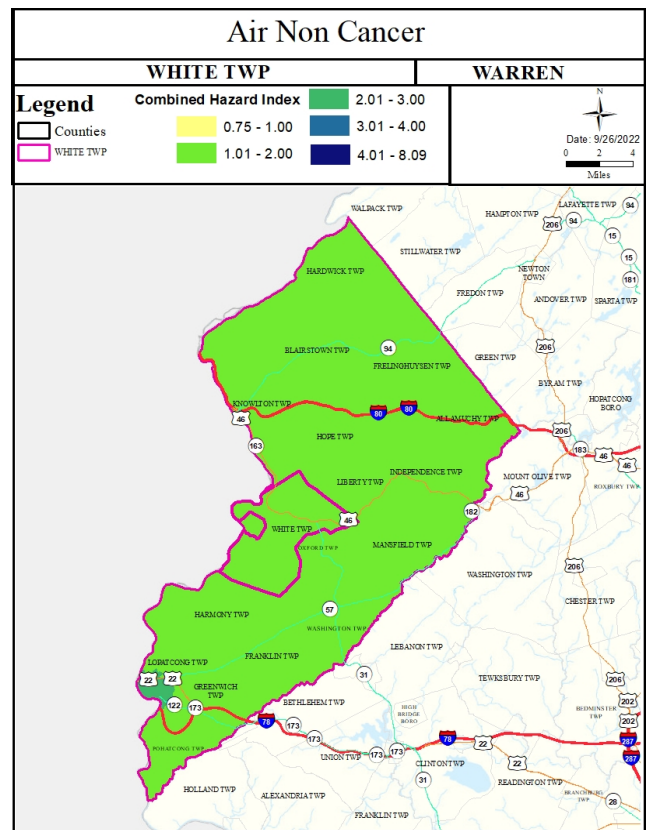 Air Non Cancer
WHITE TWP
WARREN
Legend
Counties
WHITE TWP
Combined Hazard Index
0.75 - 1.00
1.01 - 2.00
2.01 - 3.00
3.01 - 4.00
4.01 - 8.09
N
Date: 9/26/2022
0 2 4
Miles
WALPACK TWP
HAMPTON TWP
LAFAYETTE TWP
94
206
94
15
STILLWATER TWP
15
HARDWICK TWP
NEWTON
TOWN
181
FREDON TWP
ANDOVER TWP
SPARTA TWP
BLAIRSTOWN TWP
94
206
GREEN TWP
FRELINGHUYSEN TWP
BYRAM TWP
HOPATCONG
BORO
KNOWLTON TWP
80
80
46
ALLAMUCHY TWP
206
HOPE TWP
163
183
46
46
INDEPENDENCE TWP
LIBERTY TWP
MOUNT OLIVE TWP
46
ROXBURY TWP
182
46
WHITE TWP
OXFORD TWP
MANSFIELD TWP
206
WASHINGTON TWP
CHESTER TWP
57
HARMONY TWP
WASHINGTON TWP
LEBANON TWP
FRANKLIN TWP
LOPATCONG TWP
31
TEWKSBURY TWP
22
22
206
GREENWICH
TWP
BETHLEHEM TWP
202
122
173
HIGH
BRIDGE
BORO
BEDMINSTER
TWP
78
173
202
173
78
287
POHATCONG TWP
22
173
173
287
UNION TWP
CLINTON TWP
22
31
READINGTON TWP
HOLLAND TWP
ALEXANDRIA TWP
BRANCHBURG
TWP
28
FRANKLIN TWP